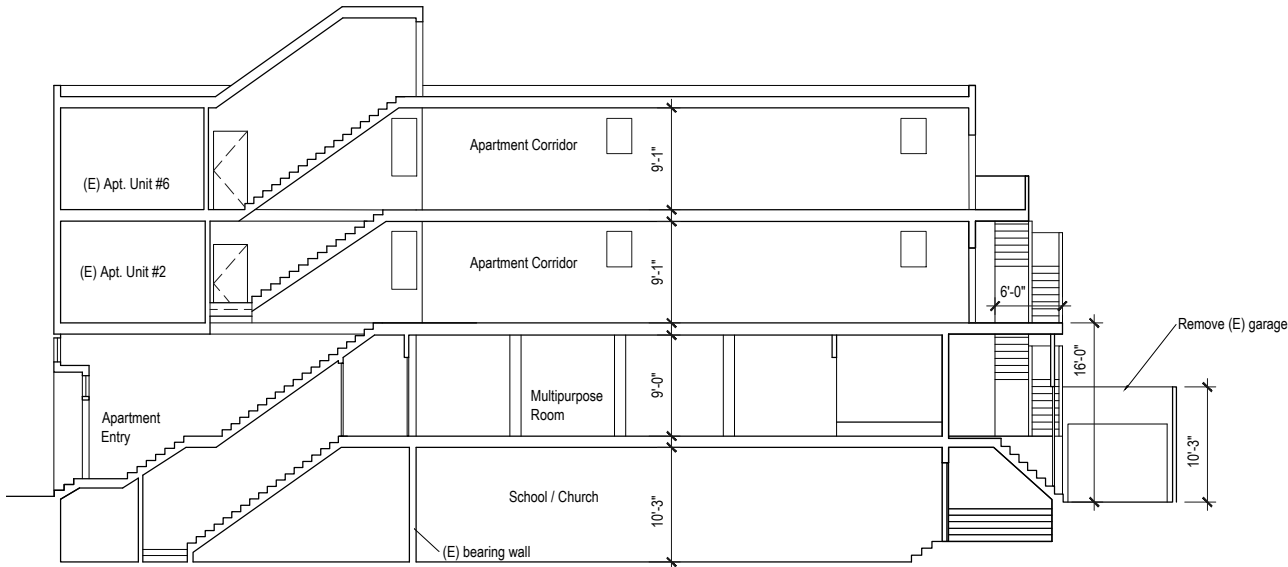 Apartment Corridor
9'-1"
(E) Apt. Unit #6
(E) Apt. Unit #2
Apartment Corridor
9'-1"
6'-0"
Remove (E) garage
16'-0"
Apartment
Entry
Multipurpose
Room
9'-0"
10'-3"
School / Church
10'-3"
(E) bearing wall